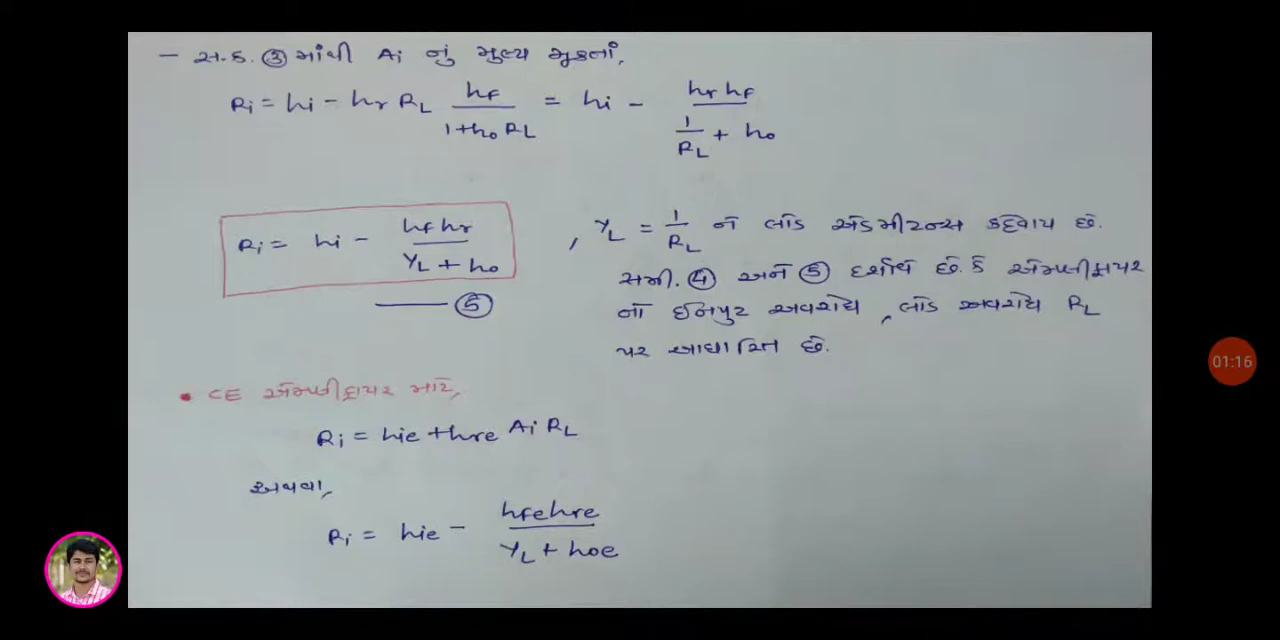 - સ.ક. ③ માંથી Ai નું મુલ્ય મૂકતાં,
Ri = hi - hr RL hf / (1+ho RL) = hi - hr hf / (1/RL + ho)
Ri = hi - hf hr / (YL + ho) , YL = 1/RL ને લોડ એડમીટન્સ કહેવાય છે.
—— ⑤
સમી. ④ અને ⑤ દર્શાવે છે. કે એમ્પ્લીફાયર
નો ઈનપુટ અવરોધ, લોડ અવરોધ RL
પર આધારિત છે.
• CE એમ્પ્લીફાયર માટે,
Ri = hie + hre Ai RL
અથવા,
Ri = hie - hfe hre / (YL + hoe)
01:16